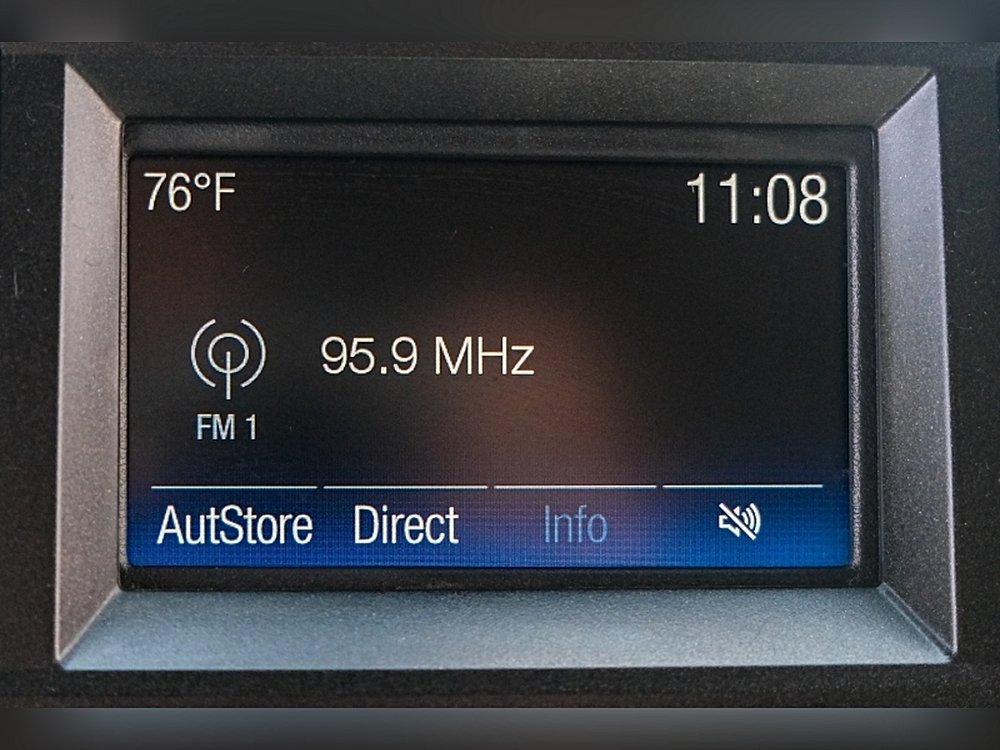 76°F 11:08
95.9 MHz
FM 1
AutStore Direct Info